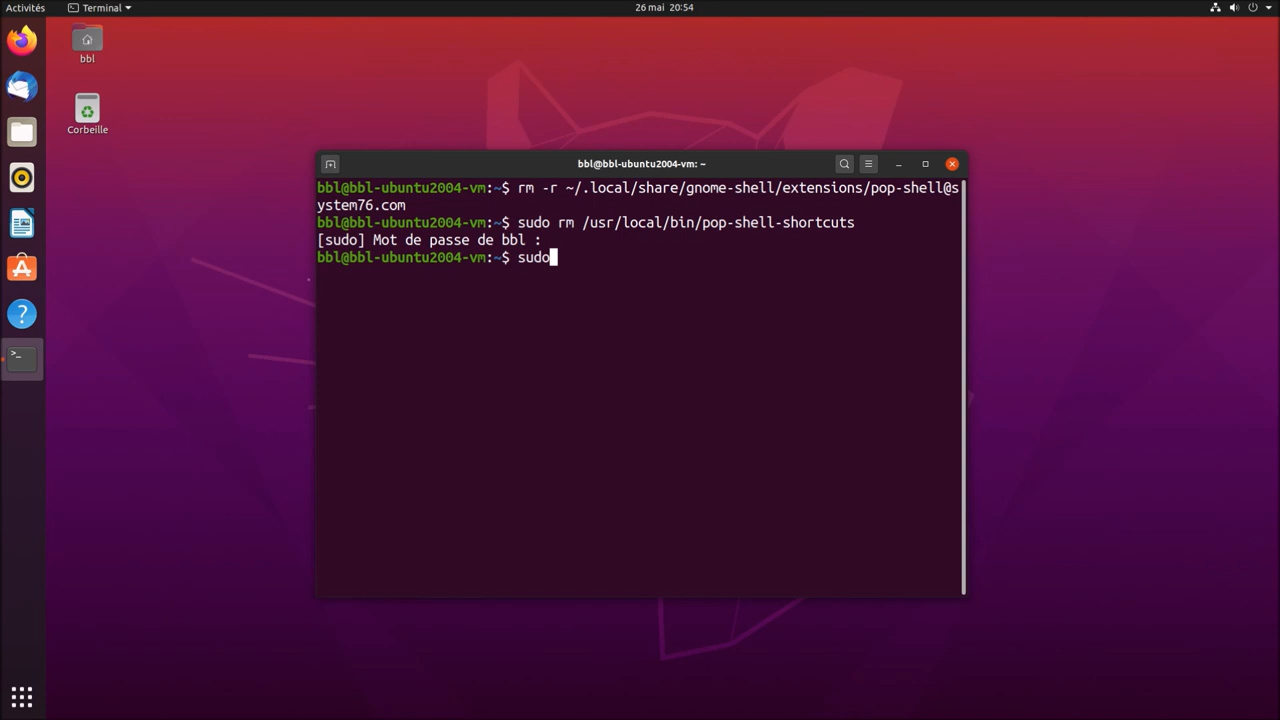 Activités
Terminal
26 mai 20:54
bbl
Corbeille
bbl@bbl-ubuntu2004-vm: ~
bbl@bbl-ubuntu2004-vm:~$ rm -r ~/.local/share/gnome-shell/extensions/pop-shell@s
ystem76.com
bbl@bbl-ubuntu2004-vm:~$ sudo rm /usr/local/bin/pop-shell-shortcuts
[sudo] Mot de passe de bbl :
bbl@bbl-ubuntu2004-vm:~$ sudo